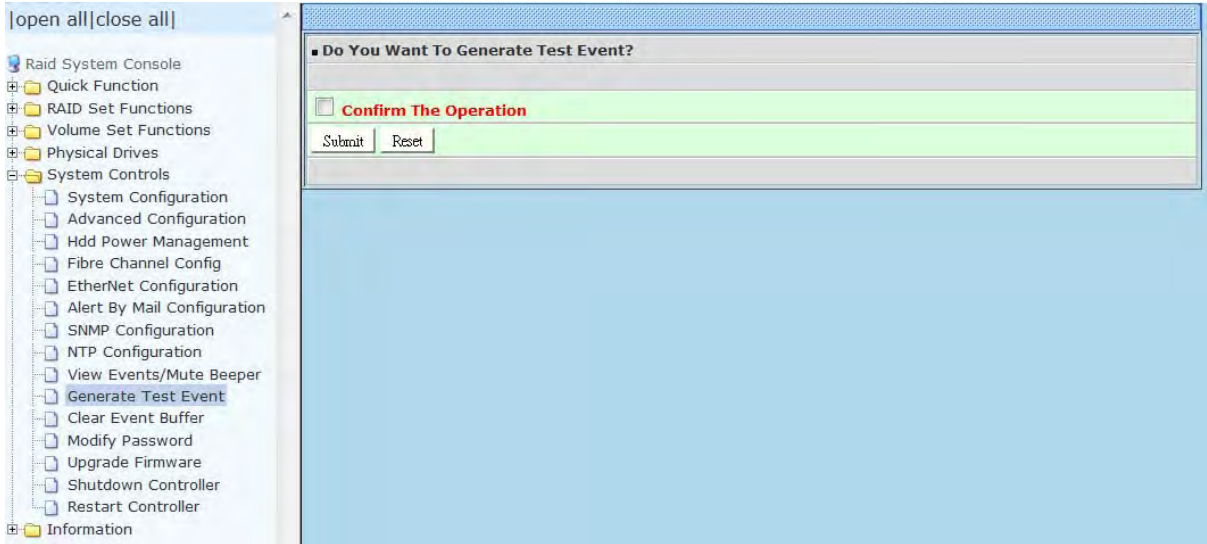 |open all|close all|
Raid System Console
Quick Function
RAID Set Functions
Volume Set Functions
Physical Drives
System Controls
System Configuration
Advanced Configuration
Hdd Power Management
Fibre Channel Config
EtherNet Configuration
Alert By Mail Configuration
SNMP Configuration
NTP Configuration
View Events/Mute Beeper
Generate Test Event
Clear Event Buffer
Modify Password
Upgrade Firmware
Shutdown Controller
Restart Controller
Information
Do You Want To Generate Test Event?
Confirm The Operation
Submit Reset